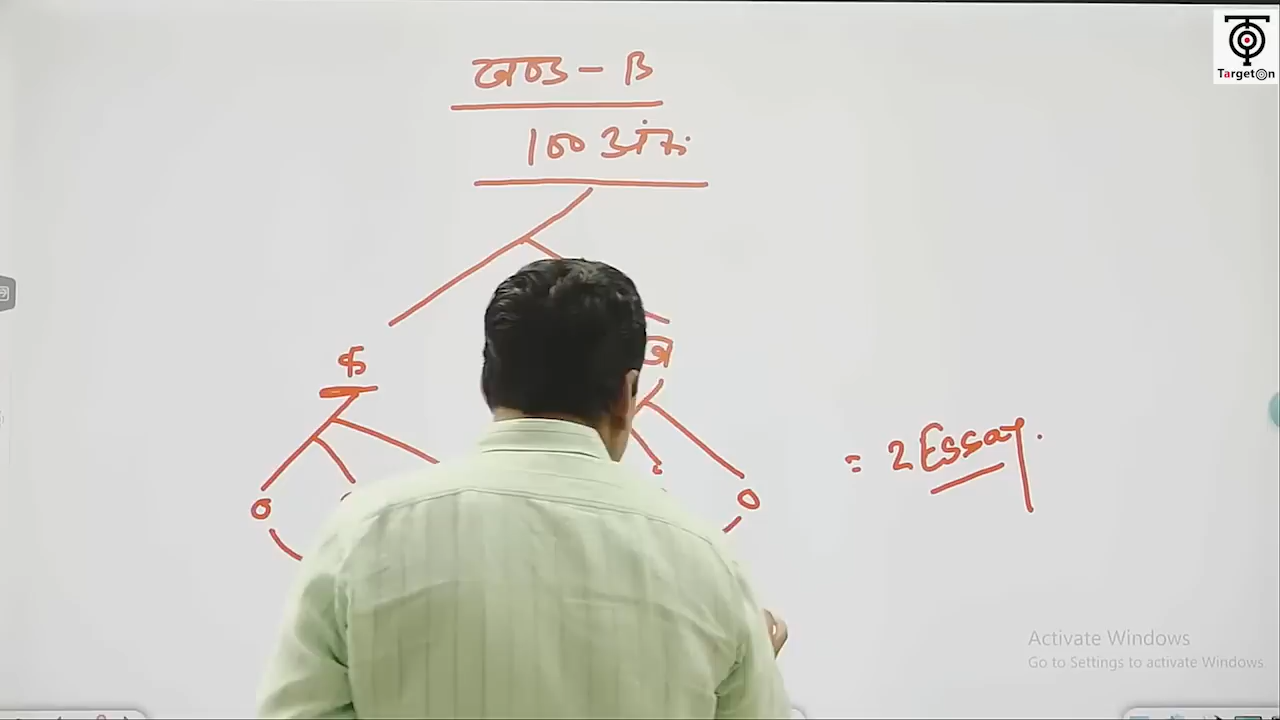 खण्ड - B
100 अंक
क
ख
= 2 Essay.
TargetOn
Activate Windows
Go to Settings to activate Windows.